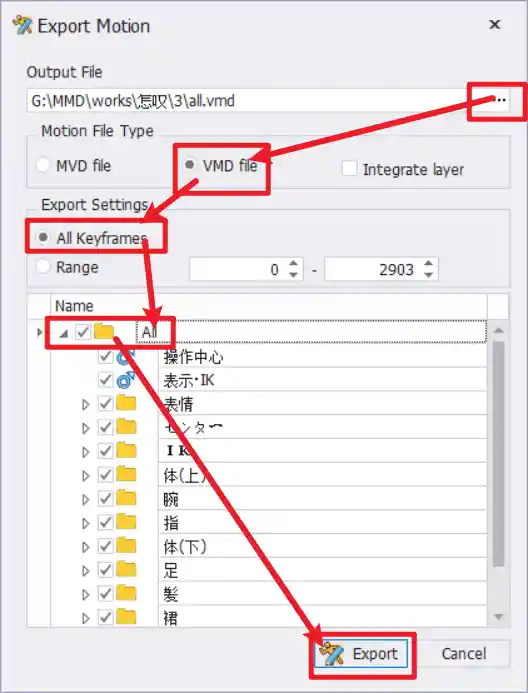 Export Motion
Output File
G:\MMD\works\怎叹\3\all.vmd
...
Motion File Type
MVD file
VMD file
Integrate layer
Export Settings
All Keyframes
Range
0 - 2903
Name
All
操作中心
表示・IK
表情
センター
ＩＫ
体(上)
腕
指
体(下)
足
髪
裙
Export
Cancel